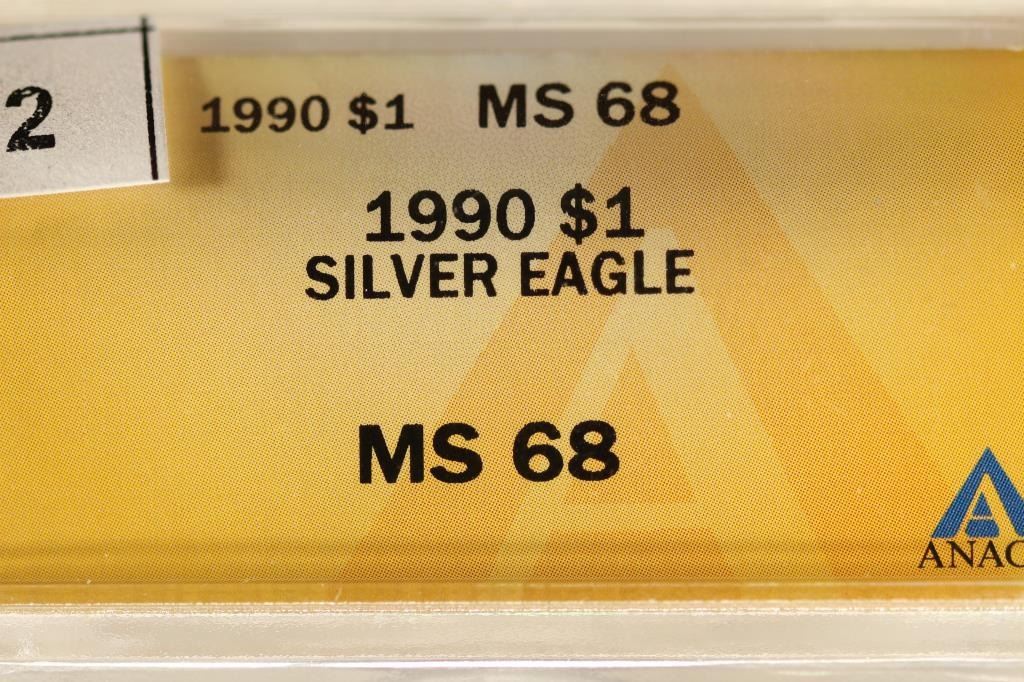 2
1990 $1 MS 68
1990 $1
SILVER EAGLE
MS 68
ANAC